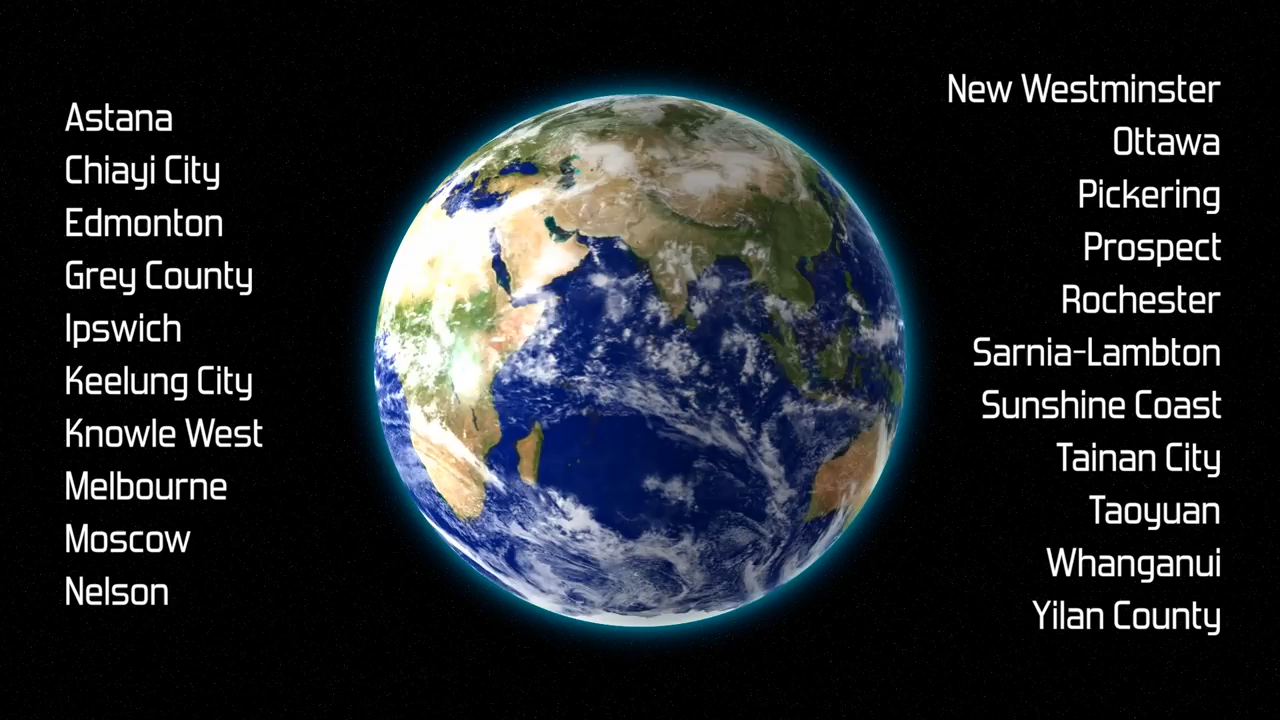 Astana
Chiayi City
Edmonton
Grey County
Ipswich
Keelung City
Knowle West
Melbourne
Moscow
Nelson
New Westminster
Ottawa
Pickering
Prospect
Rochester
Sarnia-Lambton
Sunshine Coast
Tainan City
Taoyuan
Whanganui
Yilan County